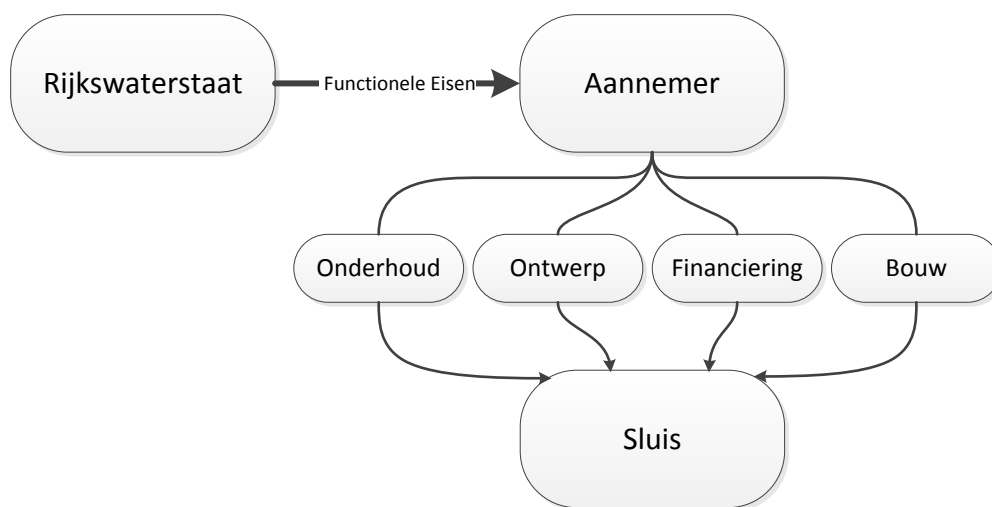 Rijkswaterstaat
Functionele Eisen
Aannemer
Onderhoud
Ontwerp
Financiering
Bouw
Sluis